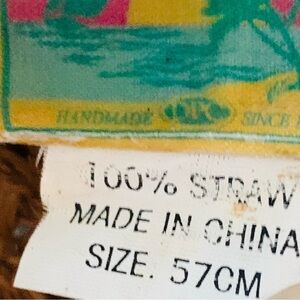 HANDMADE SINCE
100% STRAW
MADE IN CHINA
SIZE. 57CM